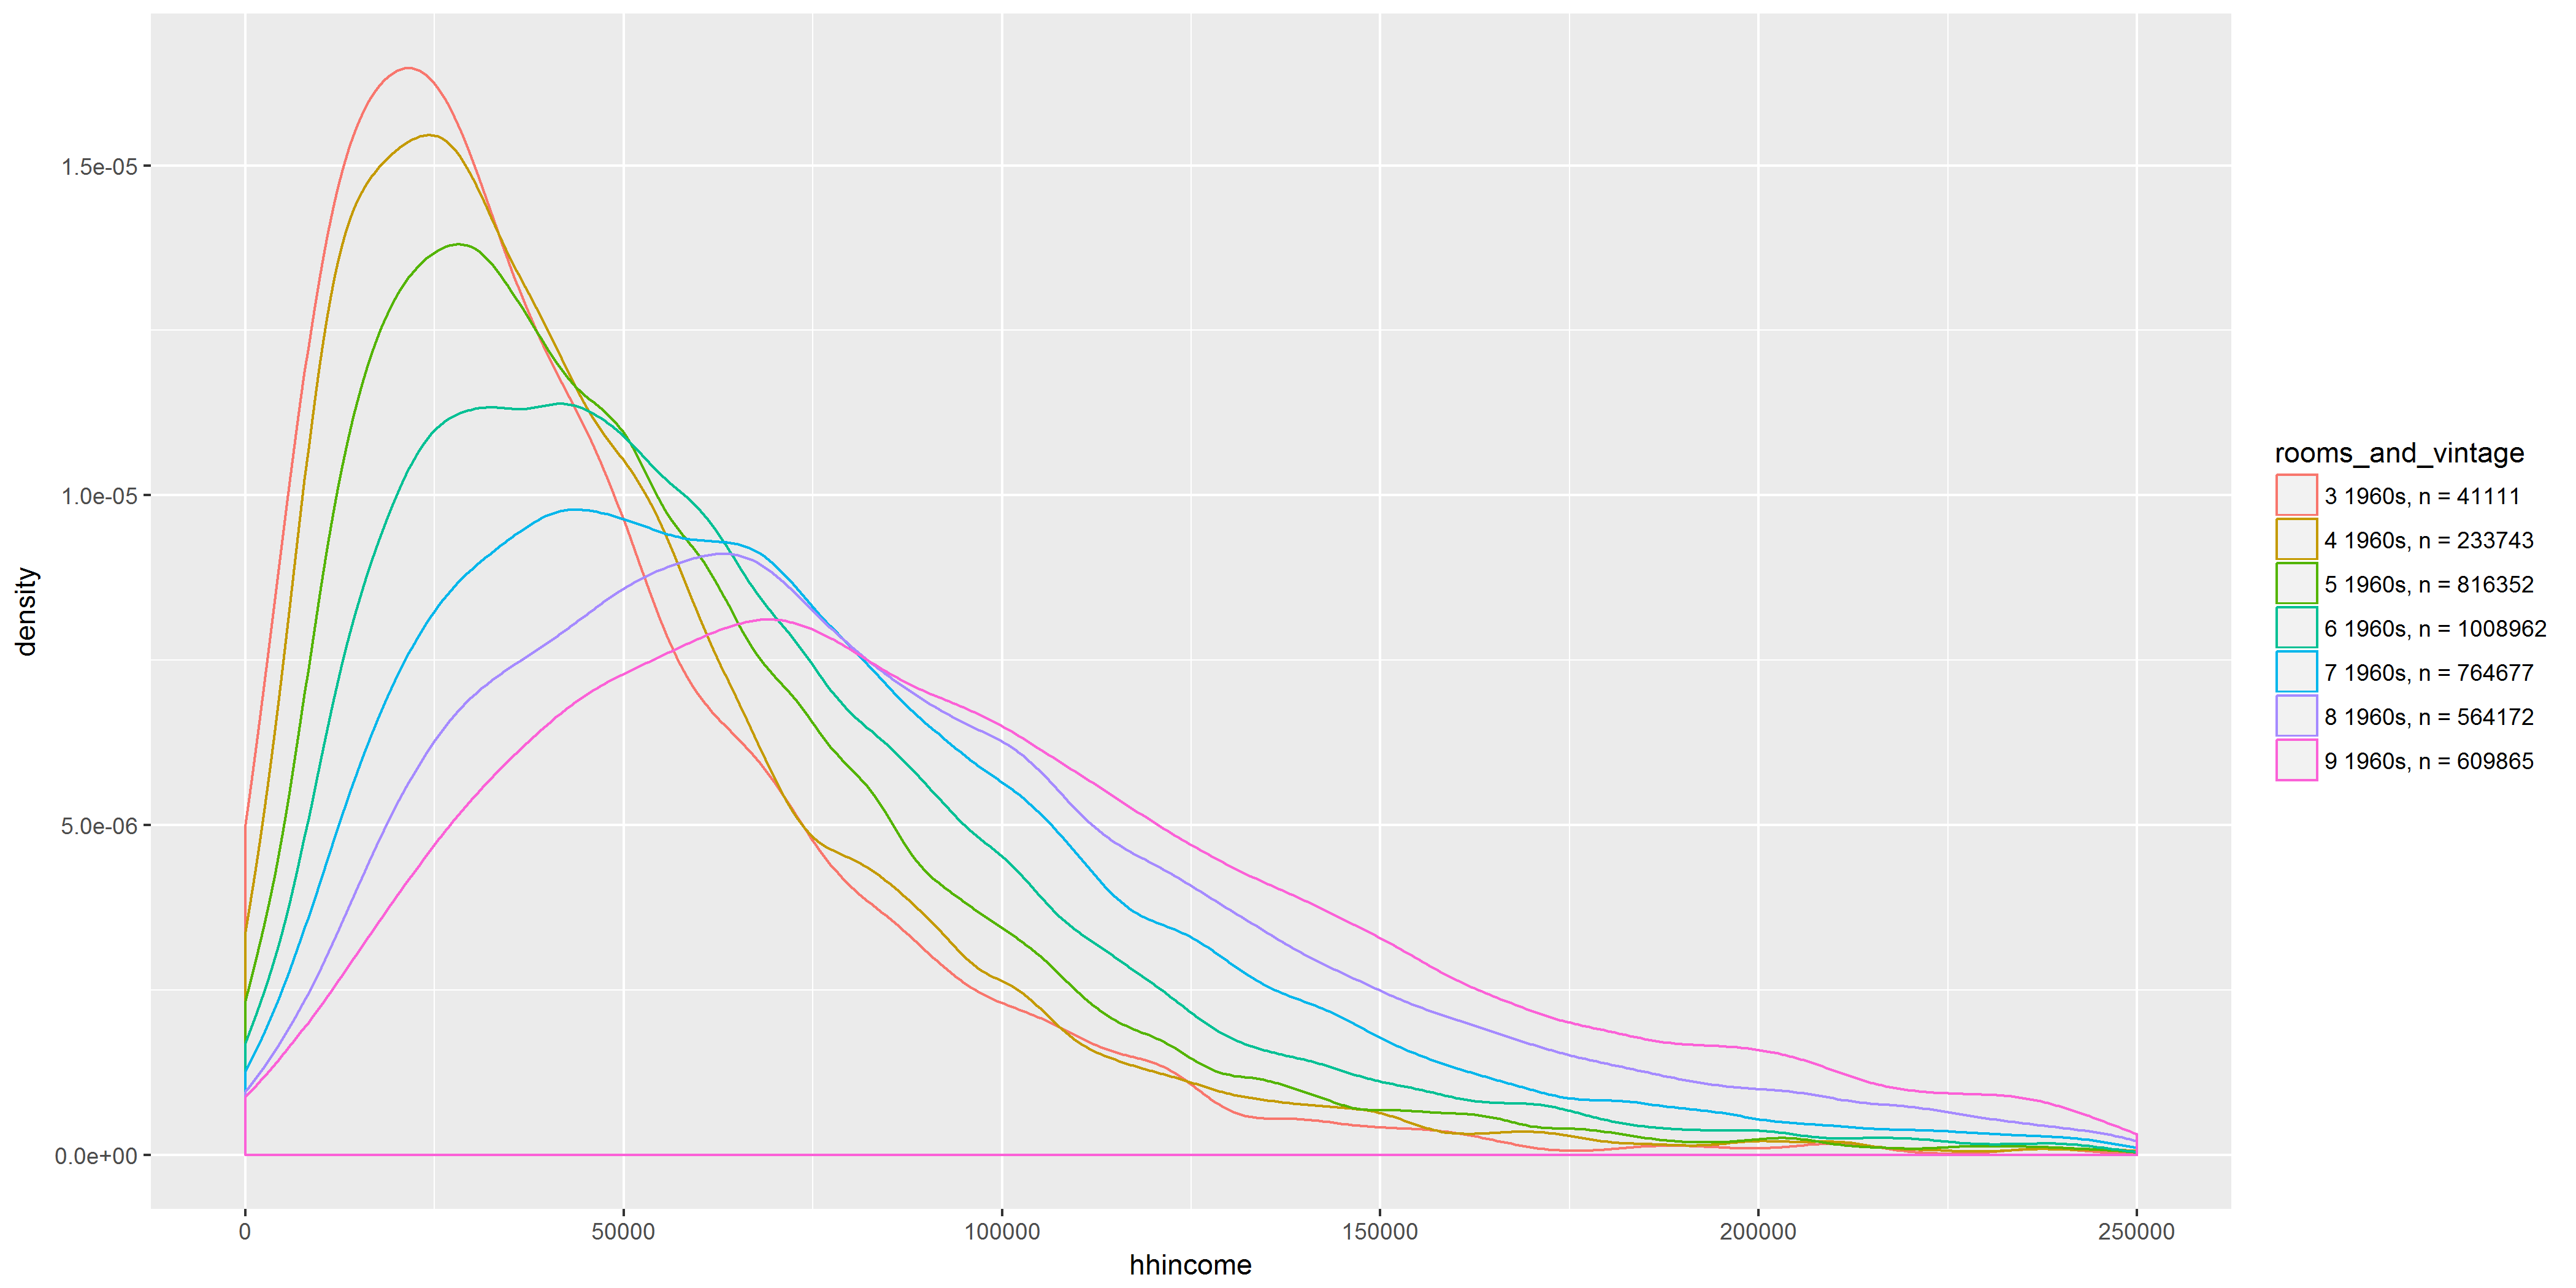 density
1.5e-05
1.0e-05
5.0e-06
0.0e+00
0
50000
100000
150000
200000
250000
hhincome
rooms_and_vintage
3 1960s, n = 41111
4 1960s, n = 233743
5 1960s, n = 816352
6 1960s, n = 1008962
7 1960s, n = 764677
8 1960s, n = 564172
9 1960s, n = 609865